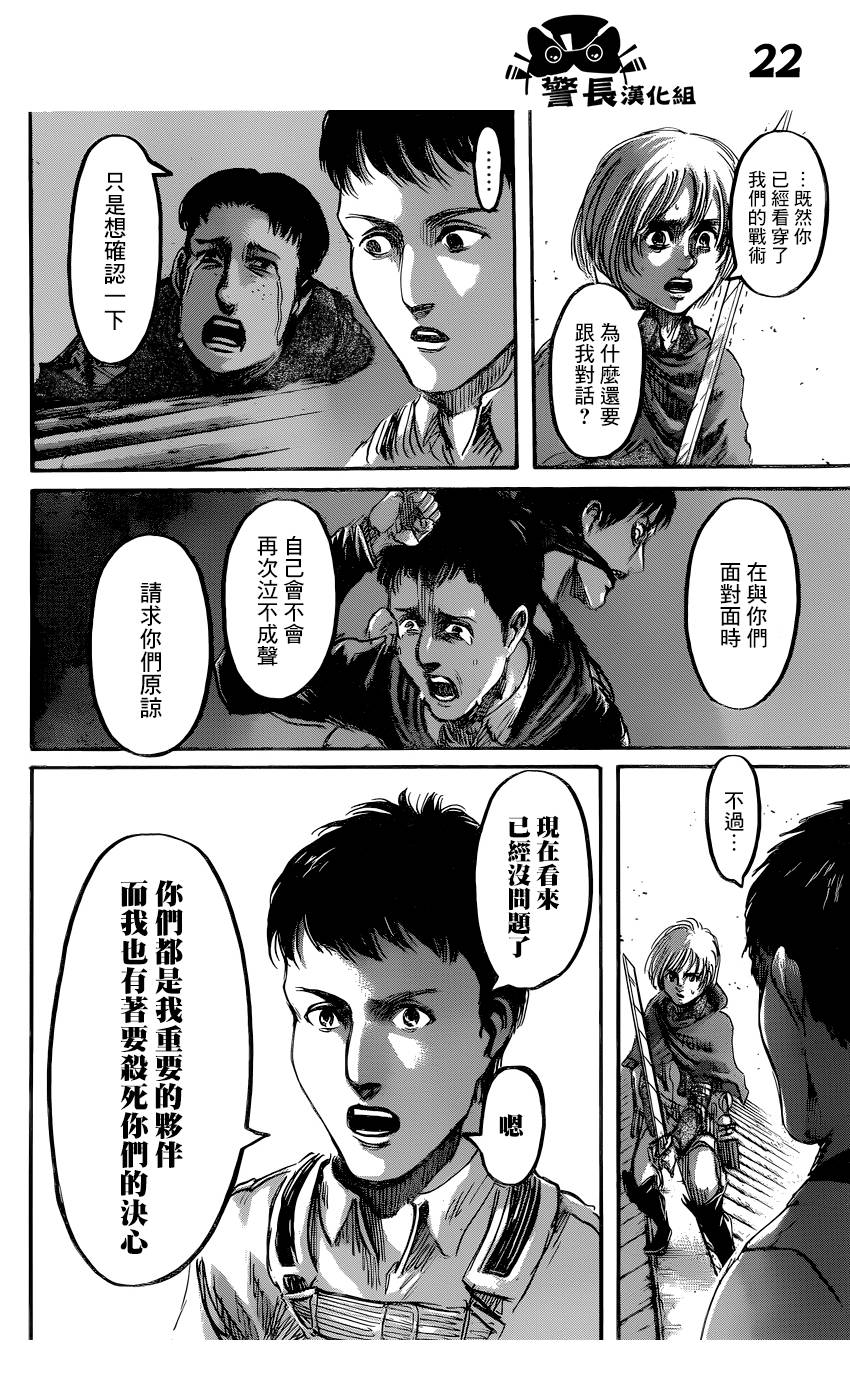 警長漢化組
22
…既然你
已經看穿了
我們的戰術
為什麼還要
跟我對話？
……
只是想確認一下
在與你們
面對面時
自己會不會
再次泣不成聲
請求你們原諒
不過…
現在看來
已經沒問題了
嗯
你們都是我重要的夥伴
而我也有著要殺死你們的決心